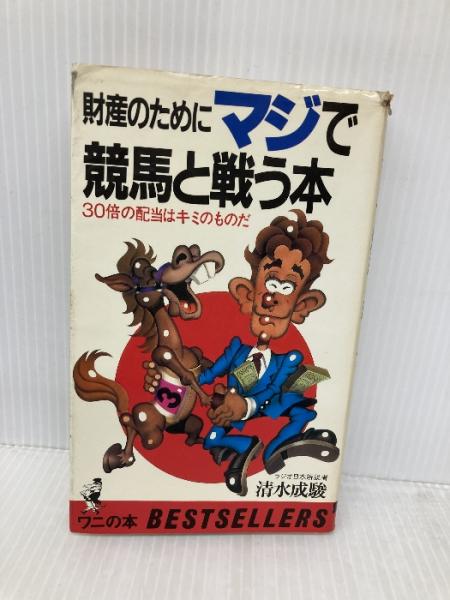 財産のためにマジで
競馬と戦う本
30倍の配当はキミのものだ
3
ラジオ日本解説者
清水成駿
ワニの本 BESTSELLERS